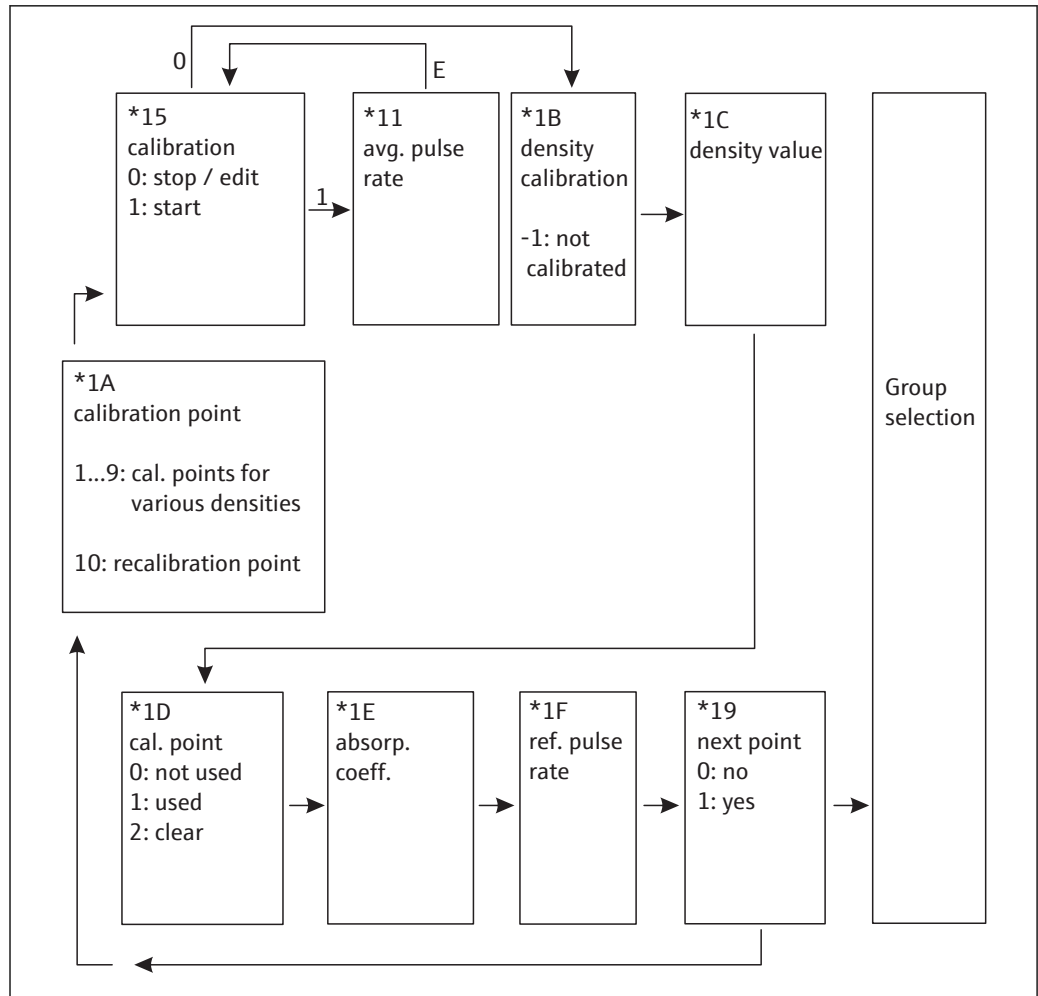 0
E
*15
calibration
0: stop / edit
1: start
1
*11
avg. pulse
rate
*1B
density
calibration
-1: not
calibrated
*1C
density value
Group
selection
*1A
calibration point
1...9: cal. points for
various densities
10: recalibration point
*1D
cal. point
0: not used
1: used
2: clear
*1E
absorp.
coeff.
*1F
ref. pulse
rate
*19
next point
0: no
1: yes